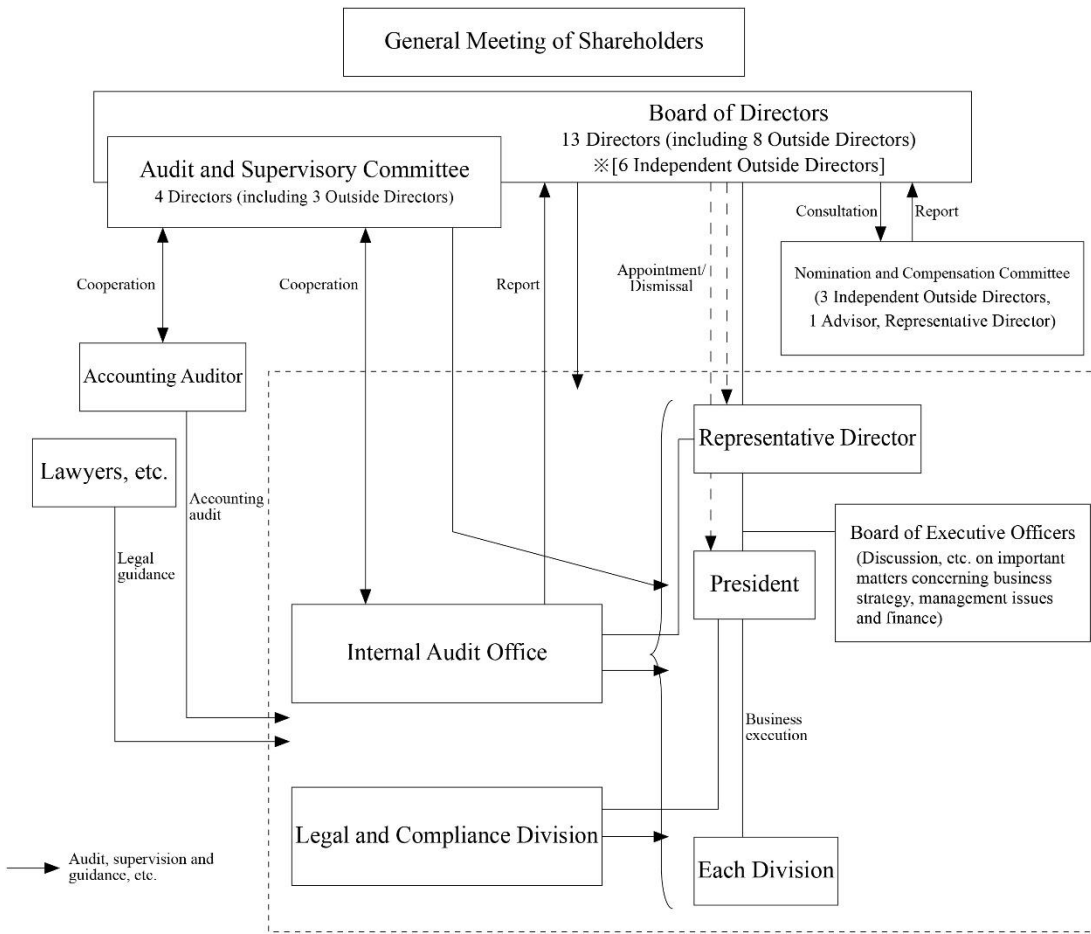 General Meeting of Shareholders
Board of Directors
13 Directors (including 8 Outside Directors)
※[6 Independent Outside Directors]
Audit and Supervisory Committee
4 Directors (including 3 Outside Directors)
Consultation
Report
Cooperation
Cooperation
Report
Appointment/
Dismissal
Nomination and Compensation Committee
(3 Independent Outside Directors,
1 Advisor, Representative Director)
Accounting Auditor
Representative Director
Lawyers, etc.
Accounting
audit
Legal
guidance
Board of Executive Officers
(Discussion, etc. on important
matters concerning business
strategy, management issues
and finance)
President
Internal Audit Office
Business
execution
Legal and Compliance Division
Each Division
Audit, supervision and
guidance, etc.